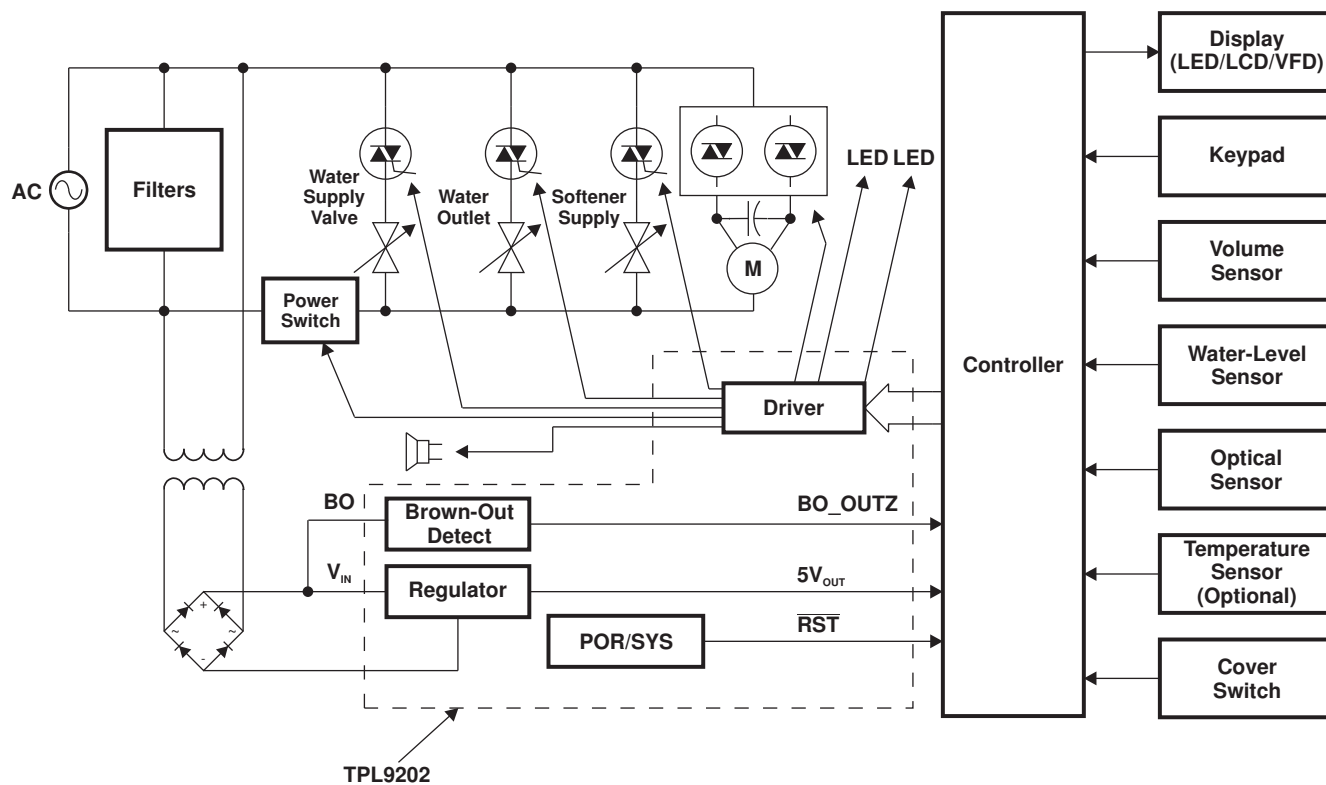 Display
(LED/LCD/VFD)
Keypad
Volume
Sensor
Water-Level
Sensor
Optical
Sensor
Temperature
Sensor
(Optional)
Cover
Switch
Controller
AC
Filters
Water
Supply
Valve
Water
Outlet
Softener
Supply
M
LED LED
Power
Switch
Driver
BO
Brown-Out
Detect
BO_OUTZ
VIN
Regulator
5VOUT
POR/SYS
RST
+
~ ~
-
TPL9202